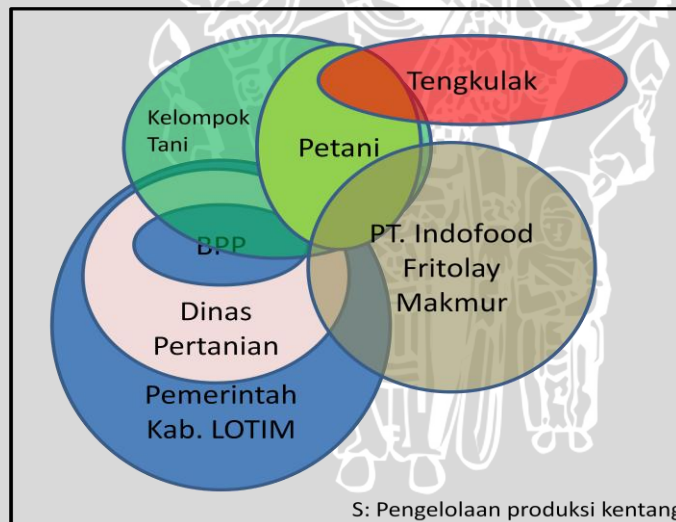 Tengkulak
Kelompok
Tani
Petani
PT. Indofood
Fritolay
Makmur
BPP
Dinas
Pertanian
Pemerintah
Kab. LOTIM
S: Pengelolaan produksi kentang